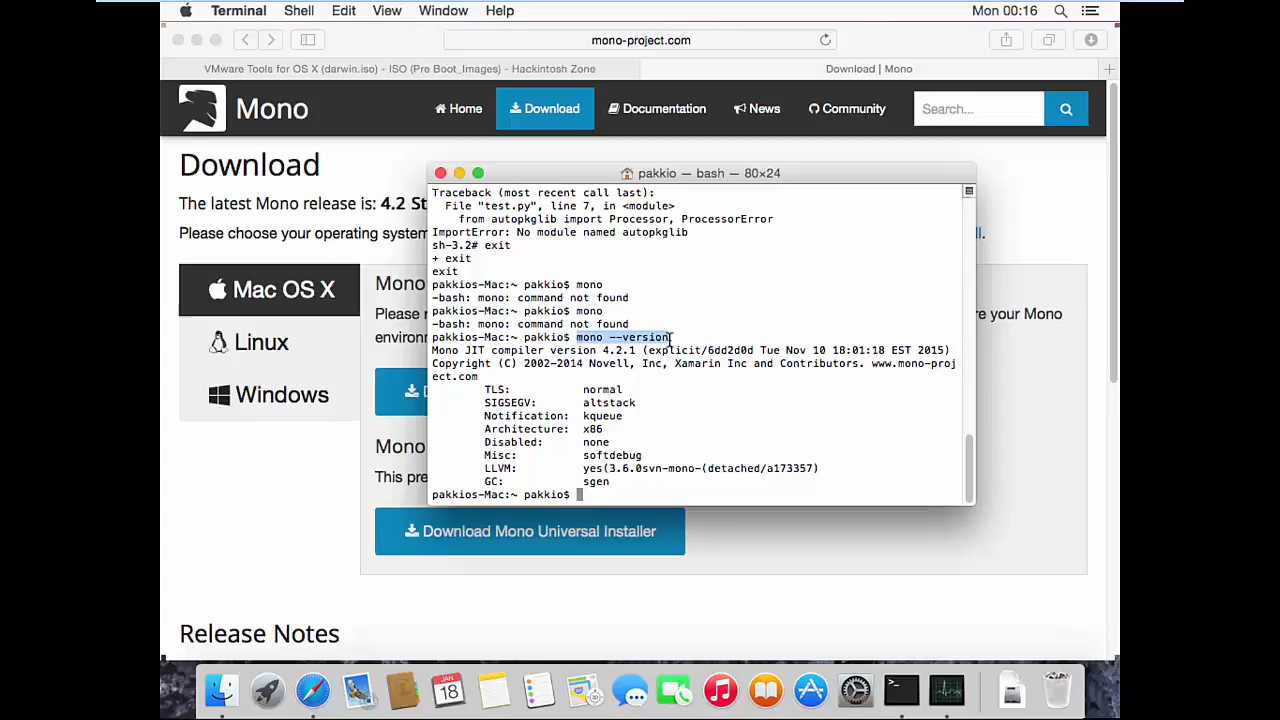 Terminal Shell Edit View Window Help Mon 00:16
mono-project.com
VMware Tools for OS X (darwin.iso) - ISO (Pre Boot_Images) - Hackintosh Zone Download | Mono
Mono Home Download Documentation News Community Search...
Download
The latest Mono release is: 4.2 St
Please choose your operating system
l.
Mac OS X
Linux
Windows
Mono
Please r
e your Mono
environm
Mono
This pre
Download Mono Universal Installer
Release Notes
pakkio — bash — 80×24
Traceback (most recent call last):
File "test.py", line 7, in <module>
from autopkglib import Processor, ProcessorError
ImportError: No module named autopkglib
sh-3.2# exit
+ exit
exit
pakkios-Mac:~ pakkio$ mono
-bash: mono: command not found
pakkios-Mac:~ pakkio$ mono
-bash: mono: command not found
pakkios-Mac:~ pakkio$ mono --version
Mono JIT compiler version 4.2.1 (explicit/6dd2d0d Tue Nov 10 18:01:18 EST 2015)
Copyright (C) 2002-2014 Novell, Inc, Xamarin Inc and Contributors. www.mono-proj
ect.com
TLS: normal
SIGSEGV: altstack
Notification: kqueue
Architecture: x86
Disabled: none
Misc: softdebug
LLVM: yes(3.6.0svn-mono-(detached/a173357)
GC: sgen
pakkios-Mac:~ pakkio$
JAN
18